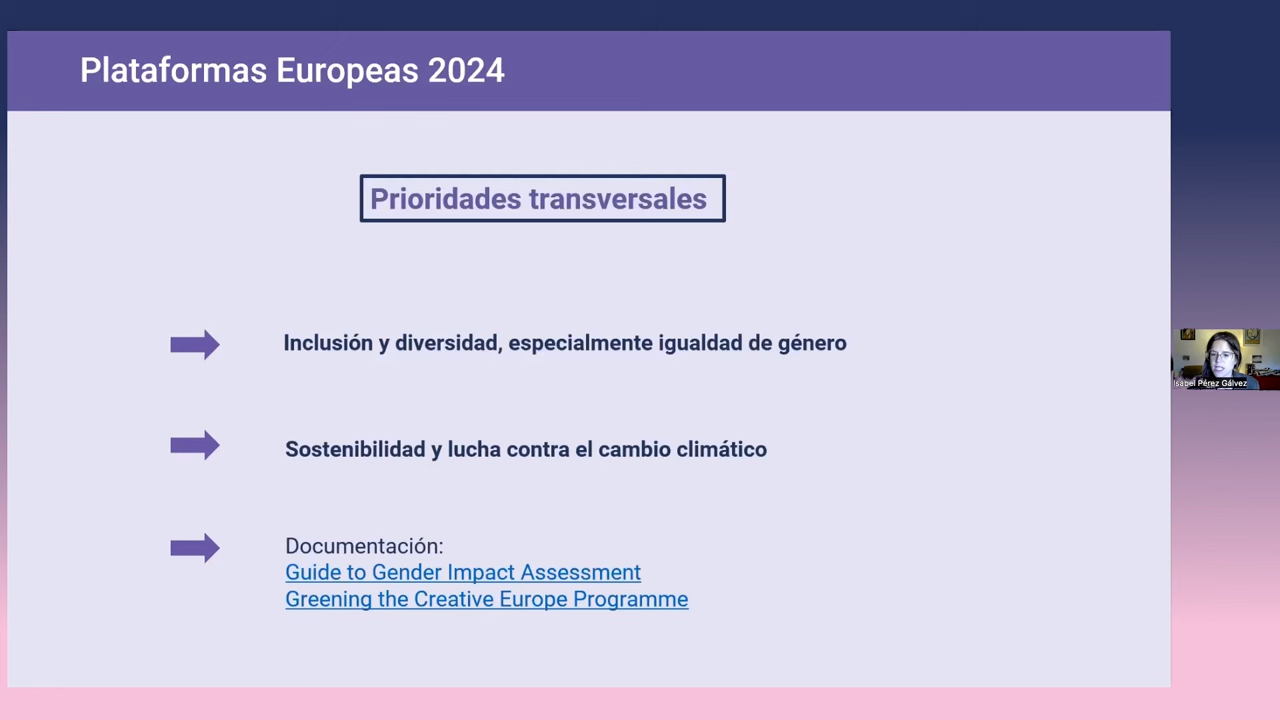 Plataformas Europeas 2024
Prioridades transversales
Inclusión y diversidad, especialmente igualdad de género
Sostenibilidad y lucha contra el cambio climático
Documentación:
Guide to Gender Impact Assessment
Greening the Creative Europe Programme
Isabel Pérez Gálvez